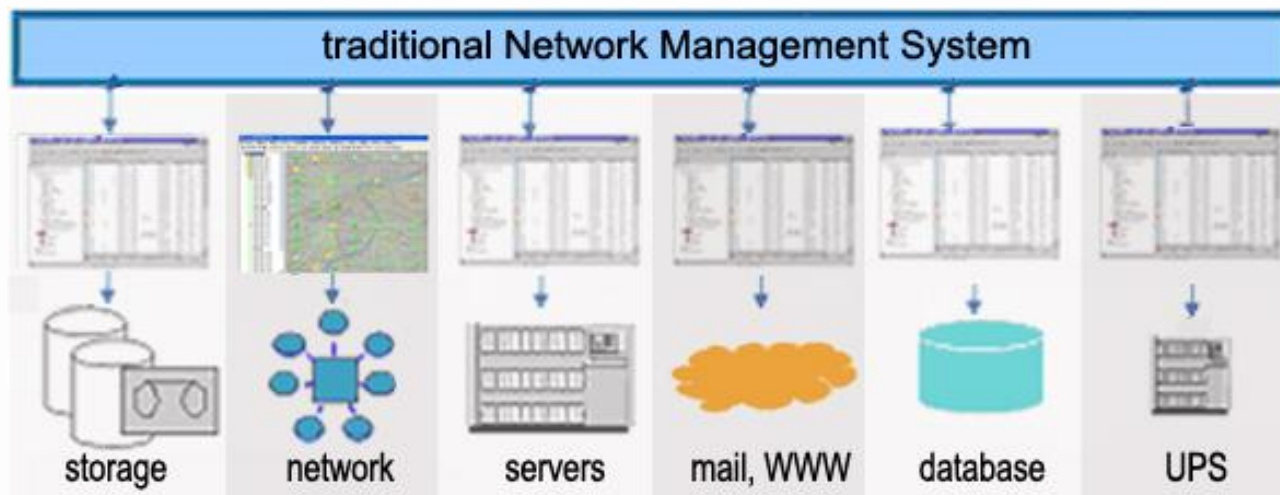 traditional Network Management System
storage
network
servers
mail, WWW
database
UPS